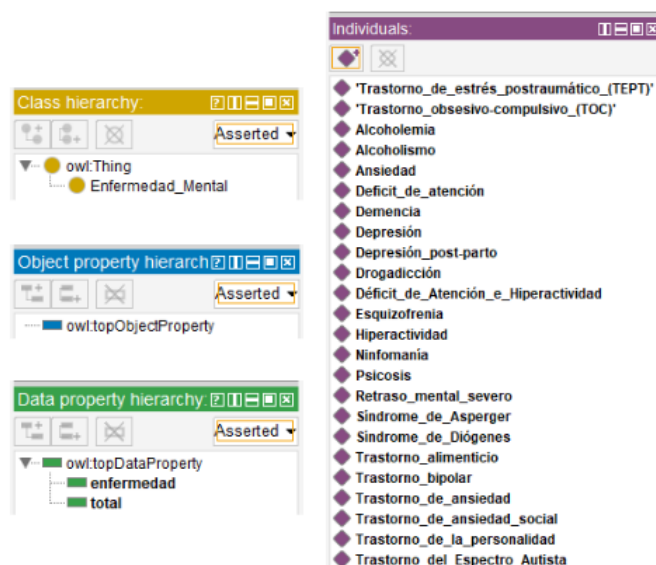 Class hierarchy:
Asserted
owl:Thing
Enfermedad_Mental
Object property hierarch
Asserted
owl:topObjectProperty
Data property hierarchy:
Asserted
owl:topDataProperty
enfermedad
total
Individuals:
'Trastorno_de_estrés_postraumático_(TEPT)'
'Trastorno_obsesivo-compulsivo_(TOC)'
Alcoholemia
Alcoholismo
Ansiedad
Deficit_de_atención
Demencia
Depresión
Depresión_post-parto
Drogadicción
Déficit_de_Atención_e_Hiperactividad
Esquizofrenia
Hiperactividad
Ninfomanía
Psicosis
Retraso_mental_severo
Síndrome_de_Asperger
Síndrome_de_Diógenes
Trastorno_alimenticio
Trastorno_bipolar
Trastorno_de_ansiedad
Trastorno_de_ansiedad_social
Trastorno_de_la_personalidad
Trastorno_del_Espectro_Autista